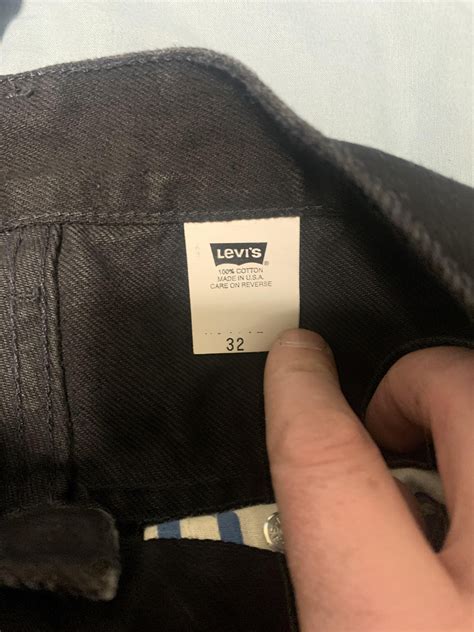 Levi's
100% COTTON
MADE IN U.S.A.
CARE ON REVERSE
32